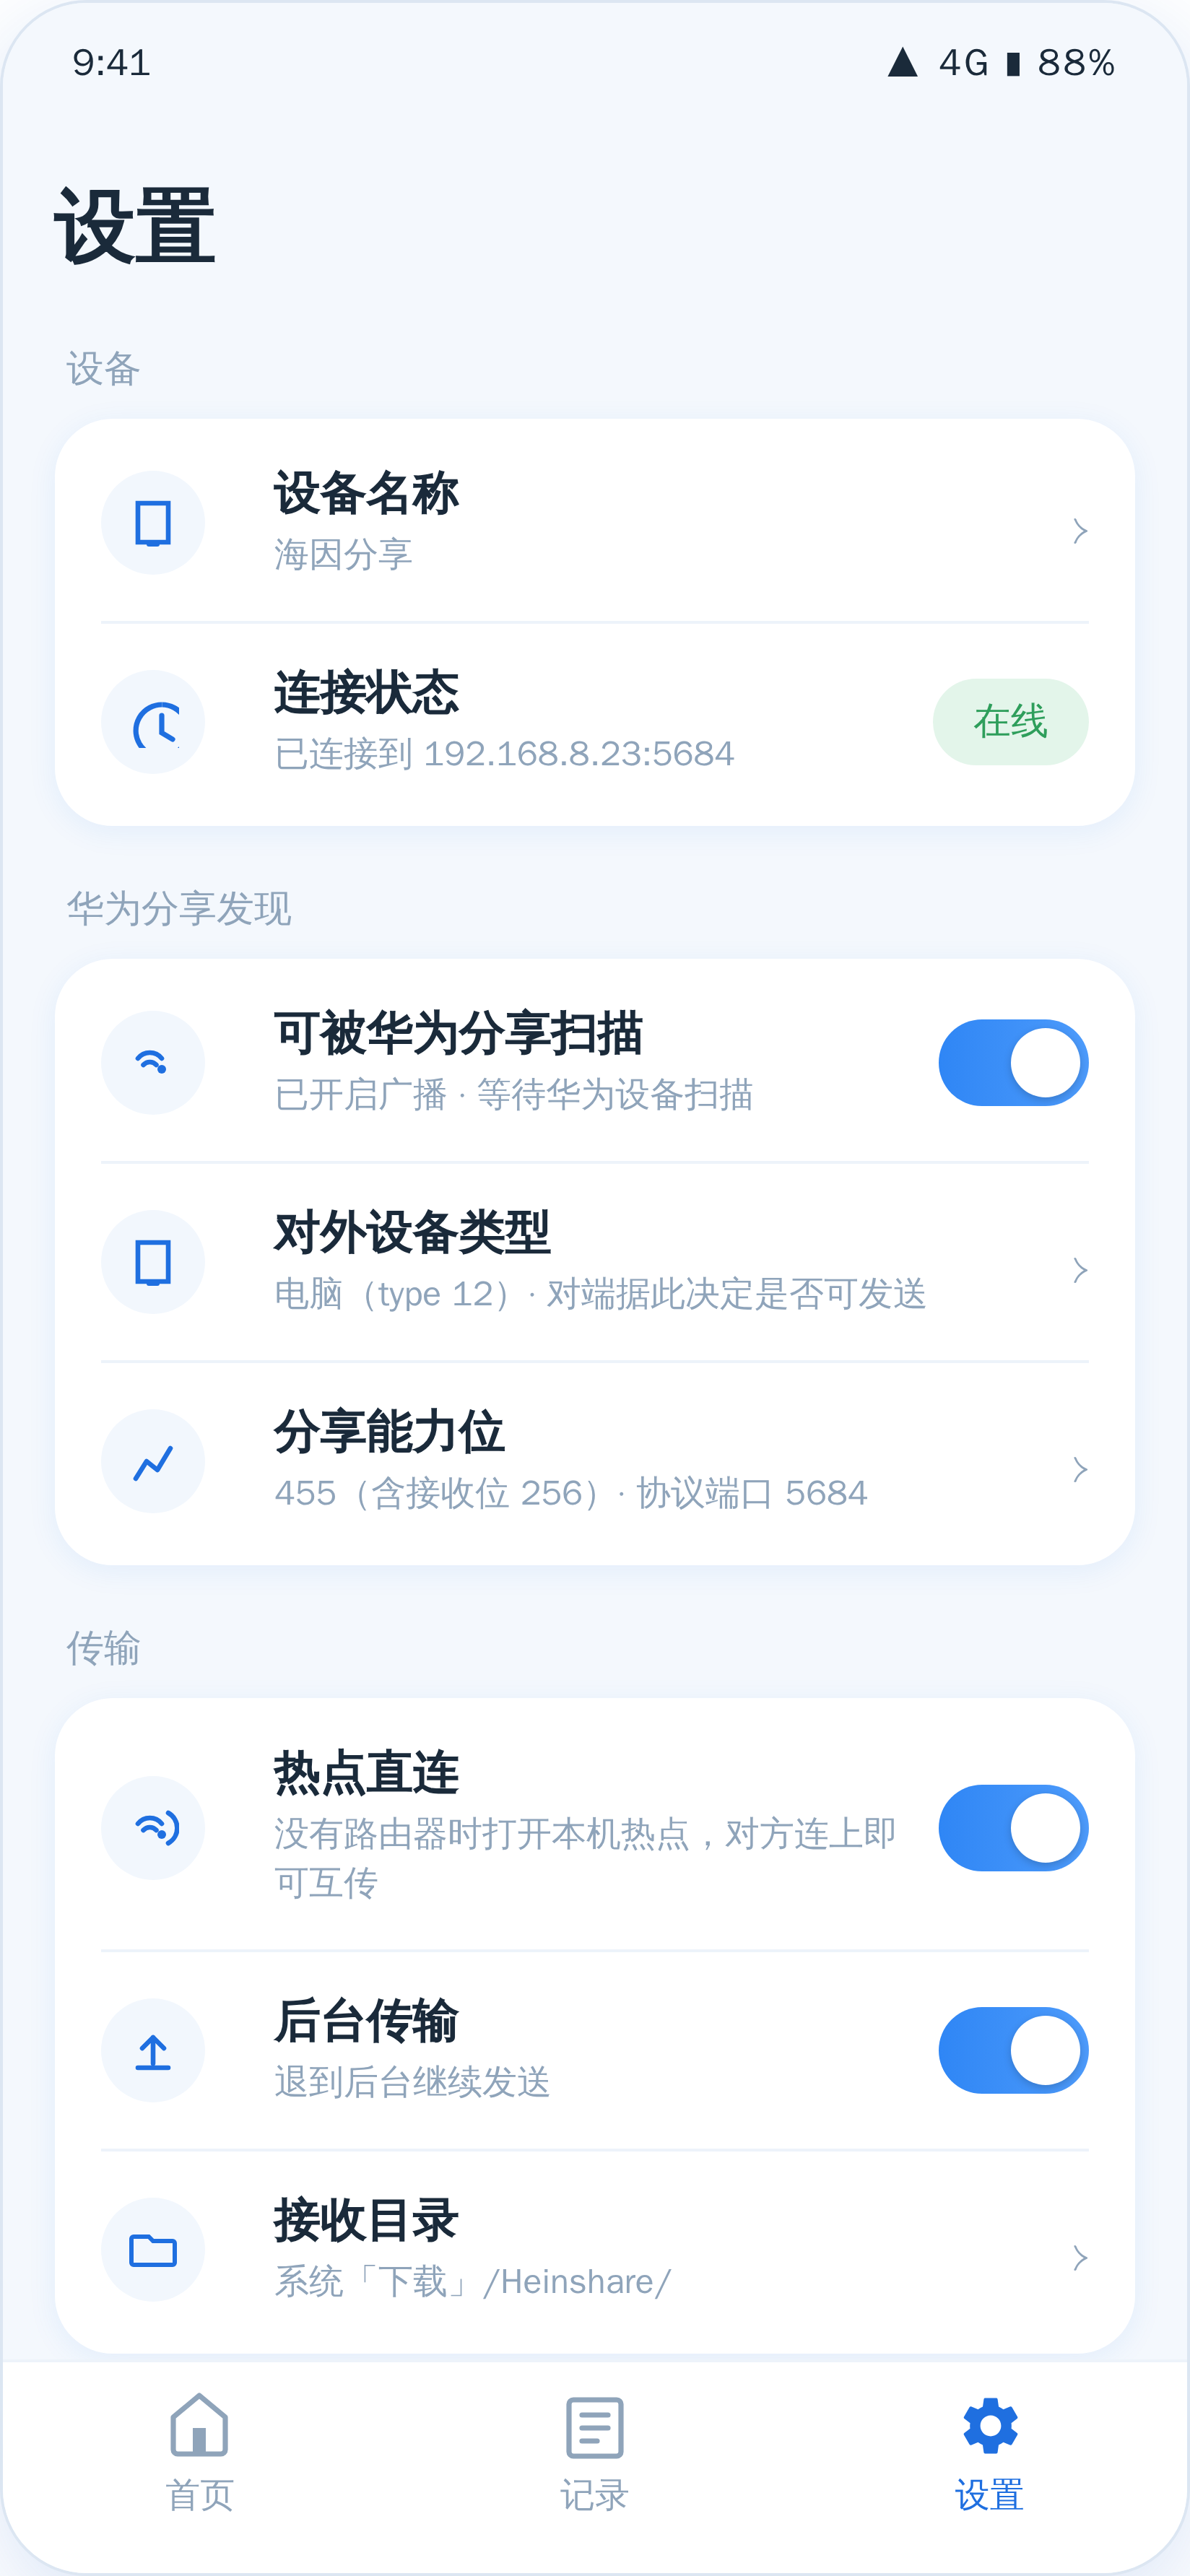 9:41
4G 88%
设置
设备
设备名称
海因分享
连接状态
已连接到 192.168.8.23:5684
在线
华为分享发现
可被华为分享扫描
已开启广播 · 等待华为设备扫描
对外设备类型
电脑（type 12）· 对端据此决定是否可发送
分享能力位
455（含接收位 256）· 协议端口 5684
传输
热点直连
没有路由器时打开本机热点，对方连上即
可互传
后台传输
退到后台继续发送
接收目录
系统「下载」/Heinshare/
首页
记录
设置